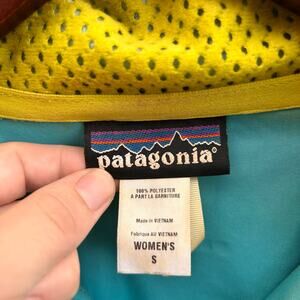 patagonia®
100% POLYESTER
A PART LA GARNITURE
Made in VIETNAM
Fabriqué AU VIETNAM
WOMEN'S
S